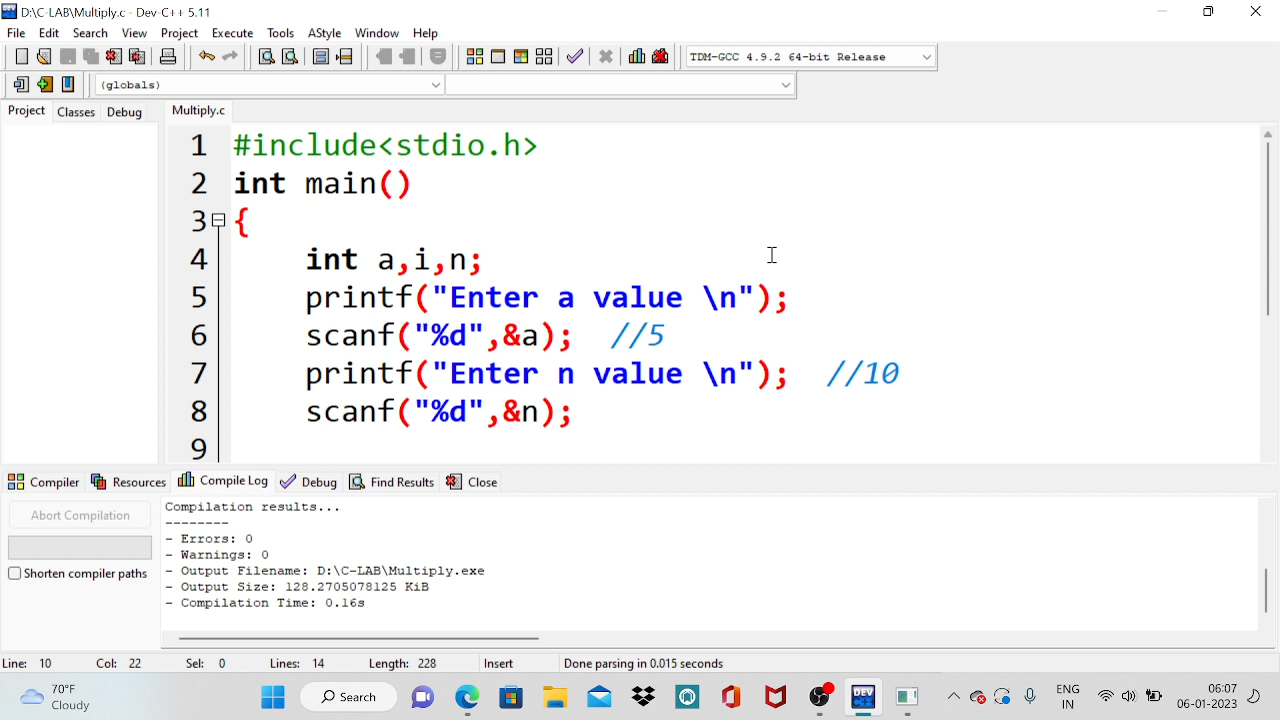 D:\C-LAB\Multiply.c - Dev-C++ 5.11
File Edit Search View Project Execute Tools AStyle Window Help
TDM-GCC 4.9.2 64-bit Release
(globals)
Project Classes Debug Multiply.c
1 #include<stdio.h>
2 int main()
3 {
4 int a,i,n;
5 printf("Enter a value \n");
6 scanf("%d",&a); //5
7 printf("Enter n value \n"); //10
8 scanf("%d",&n);
9
Compiler Resources Compile Log Debug Find Results Close
Abort Compilation
Shorten compiler paths
Compilation results...
--------
- Errors: 0
- Warnings: 0
- Output Filename: D:\C-LAB\Multiply.exe
- Output Size: 128.2705078125 KiB
- Compilation Time: 0.16s
Line: 10 Col: 22 Sel: 0 Lines: 14 Length: 228 Insert Done parsing in 0.015 seconds
70°F
Cloudy
Search
DEV C++
ENG
IN
16:07
06-01-2023